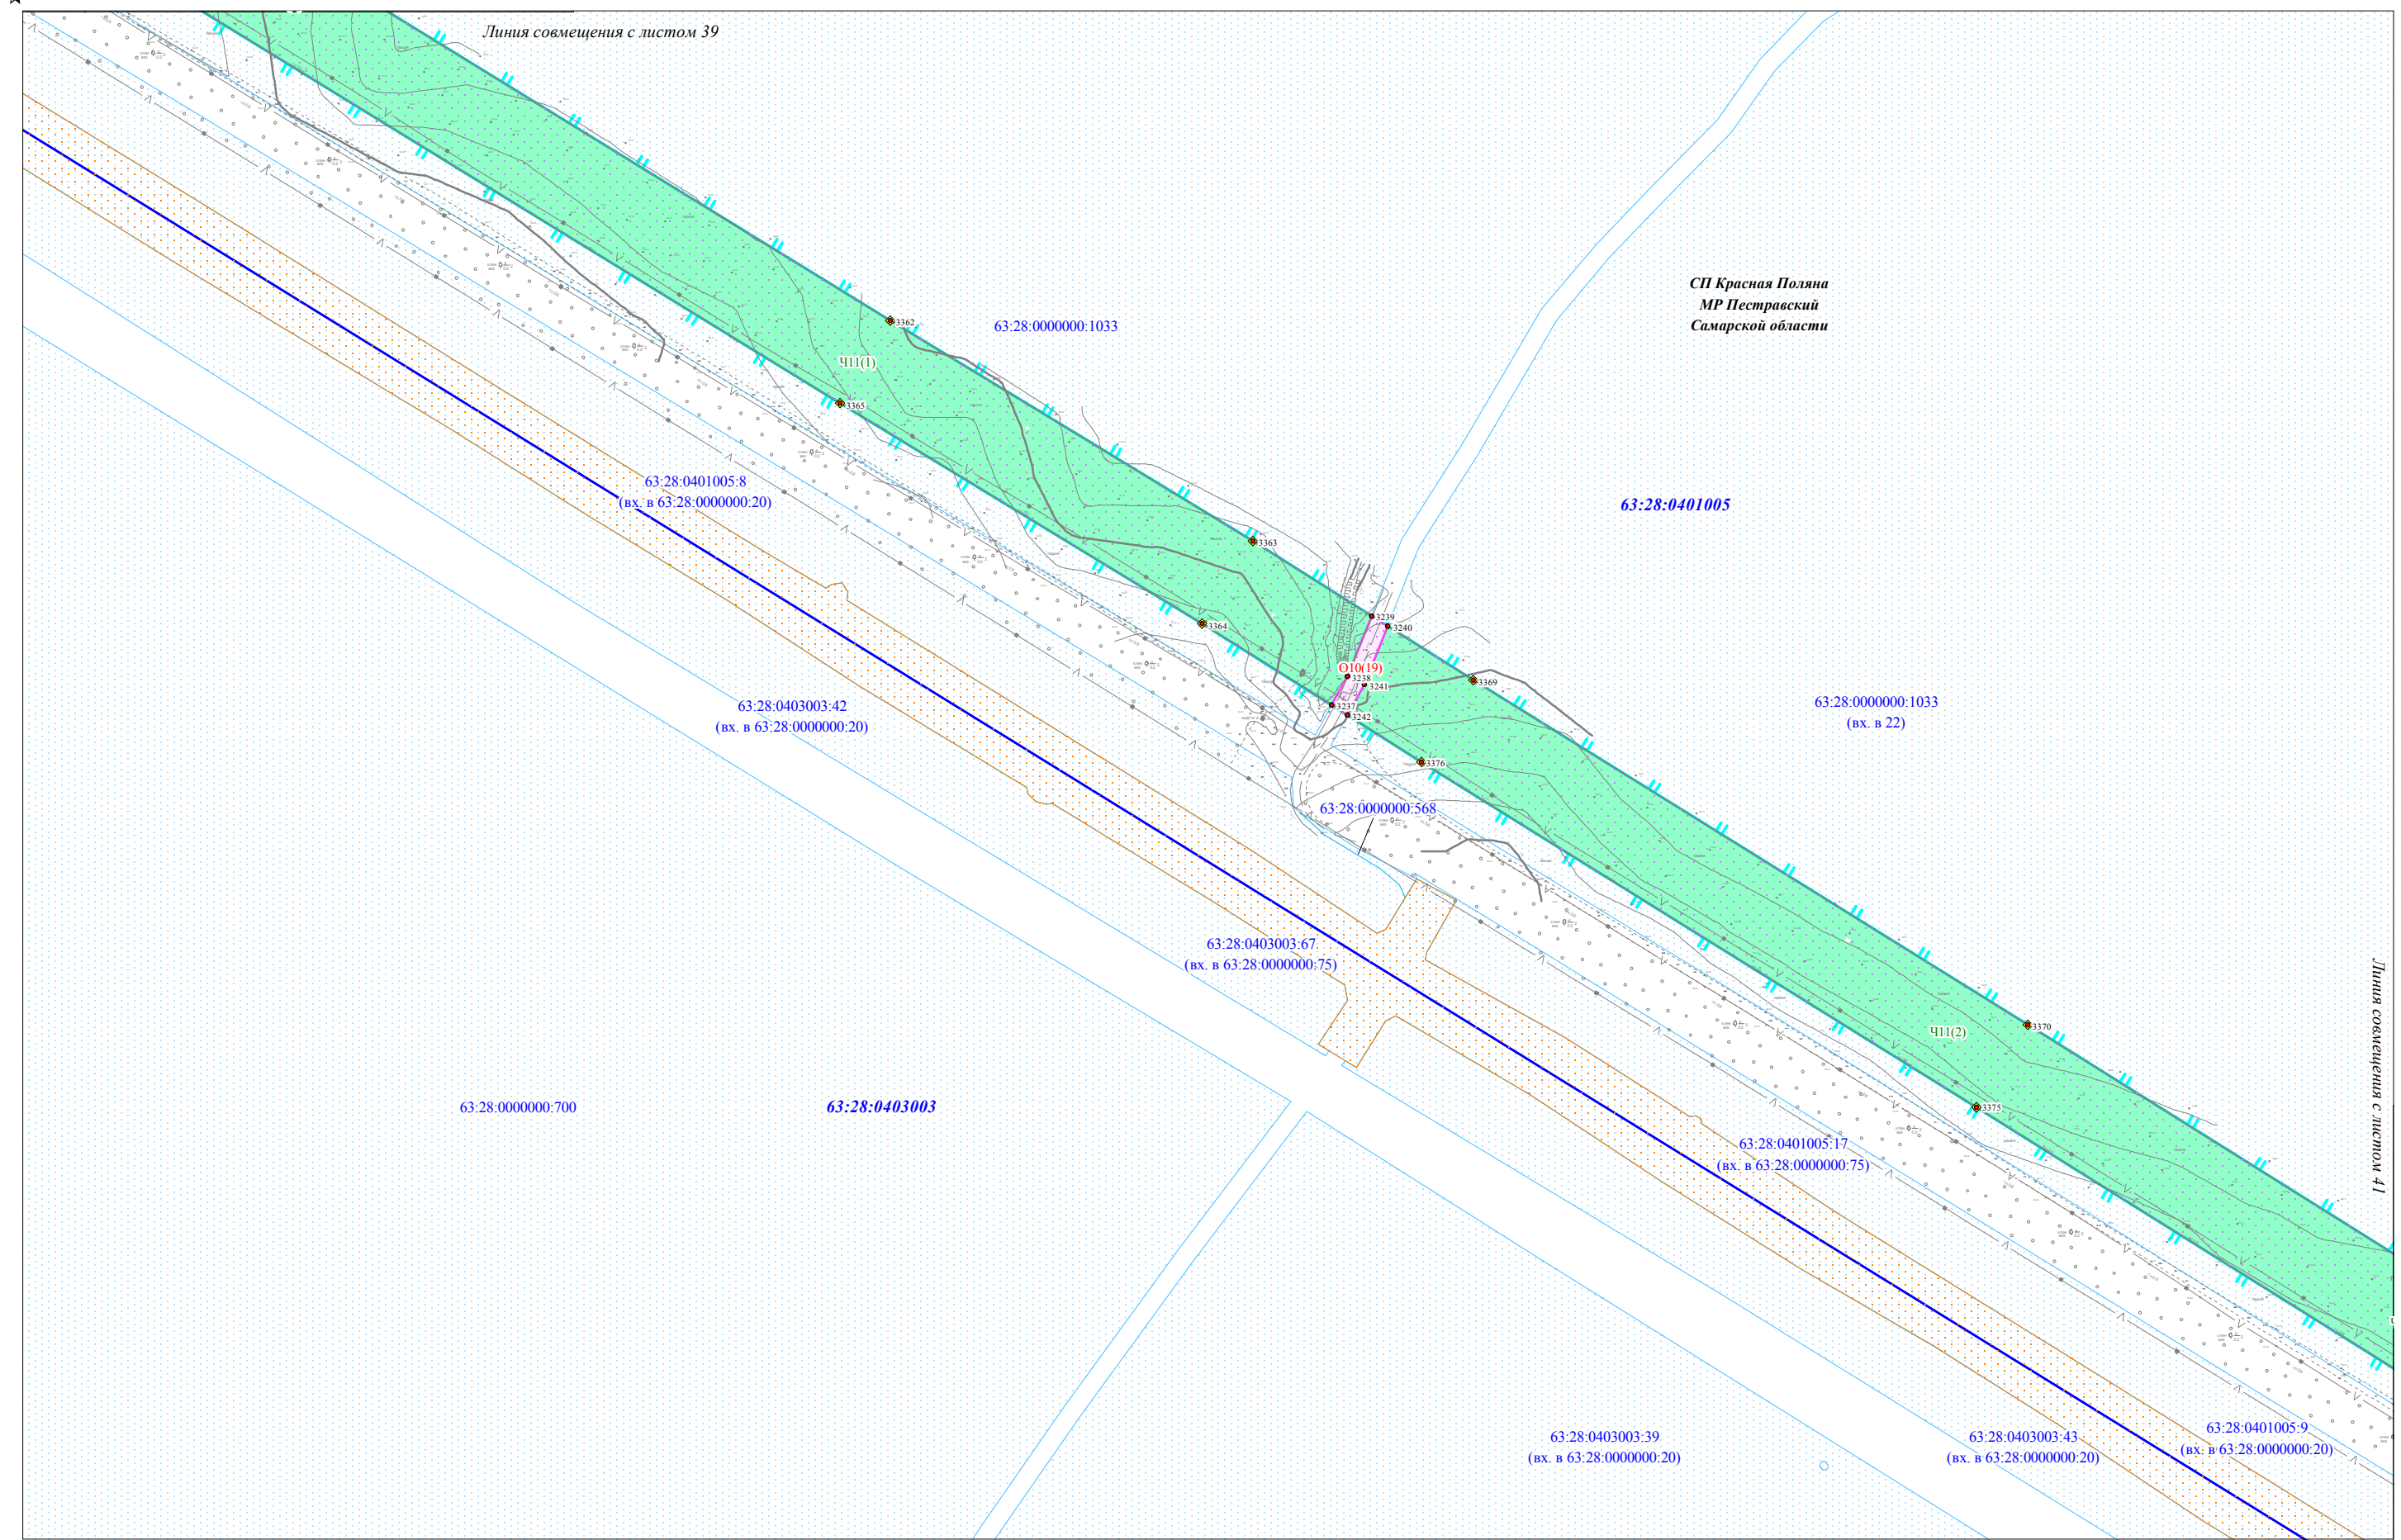 Линия совмещения с листом 39
СП Красная Поляна
МР Пестравский
Самарской области
3362
63:28:0000000:1033
Ч11(1)
3365
63:28:0401005:8
(вх. в 63:28:0000000:20)
63:28:0401005
3363
3364
3239
3240
О10(19)
3238
3241
3237
3242
3369
63:28:0000000:1033
(вх. в 22)
63:28:0403003:42
(вх. в 63:28:0000000:20)
3376
63:28:0000000:568
63:28:0403003:67
(вх. в 63:28:0000000:75)
Линия совмещения с листом 41
3370
Ч11(2)
3375
63:28:0000000:700
63:28:0403003
63:28:0401005:17
(вх. в 63:28:0000000:75)
63:28:0403003:39
(вх. в 63:28:0000000:20)
63:28:0403003:43
(вх. в 63:28:0000000:20)
63:28:0401005:9
(вх. в 63:28:0000000:20)